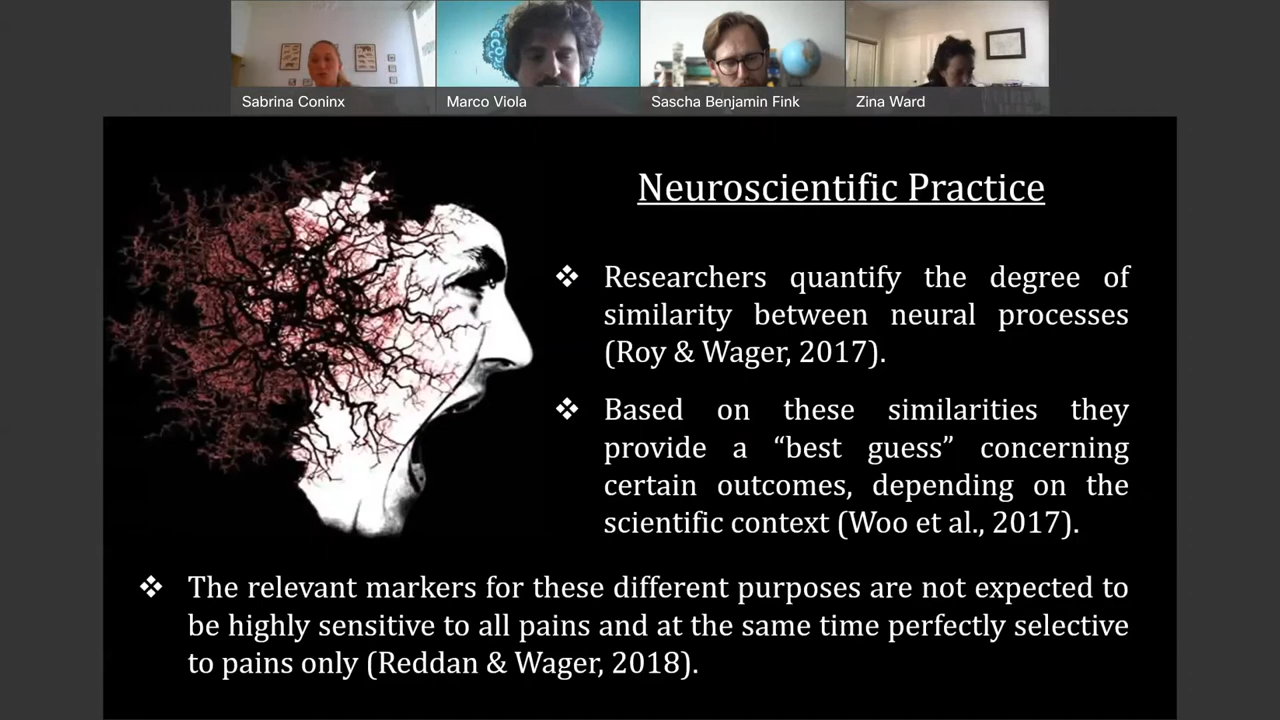 Sabrina Coninx
Marco Viola
Sascha Benjamin Fink
Zina Ward
Neuroscientific Practice
❖ Researchers quantify the degree of
similarity between neural processes
(Roy & Wager, 2017).
❖ Based on these similarities they
provide a “best guess” concerning
certain outcomes, depending on the
scientific context (Woo et al., 2017).
❖ The relevant markers for these different purposes are not expected to
be highly sensitive to all pains and at the same time perfectly selective
to pains only (Reddan & Wager, 2018).